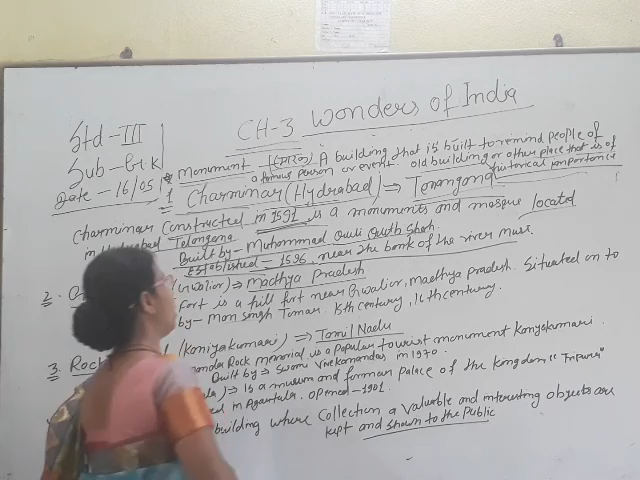 CH-3 Wonders of India
Std - III
Sub - G.K
Date - 16/05/
* Monument (स्मारक) A building that is built to remind people of
a famous person or event. old building or other place that is of
historical importance
1 Charminar (Hydrabad) ⇒
Charminar Constructed in 1591, is a monuments and mosque located
in Hydrabad Telangana
Built by - Muhammad Quli Qutb Shah.
Established - 1596, near the bank of the river Musi.
2. (Gwalior) ⇒ Madhya Pradesh
Fort is a hill fort near Gwalior, Madhya Pradesh. Situated on to
by - Man Singh Tomar. 15th century, 16th century.
3. Rock (Kaniyakumari) ⇒ Tamil Nadu
Rock Memorial is a Popular tourist monument Kanyakumari.
Built by ⇒ Swami Vivekanandas, in 1970.
) ⇒ Is a museum and former palace of the Kingdom, "Tripura"
in Agartala. opened - 1901.
building where Collection a valuable and interesting objects are
kept and shown to the Public